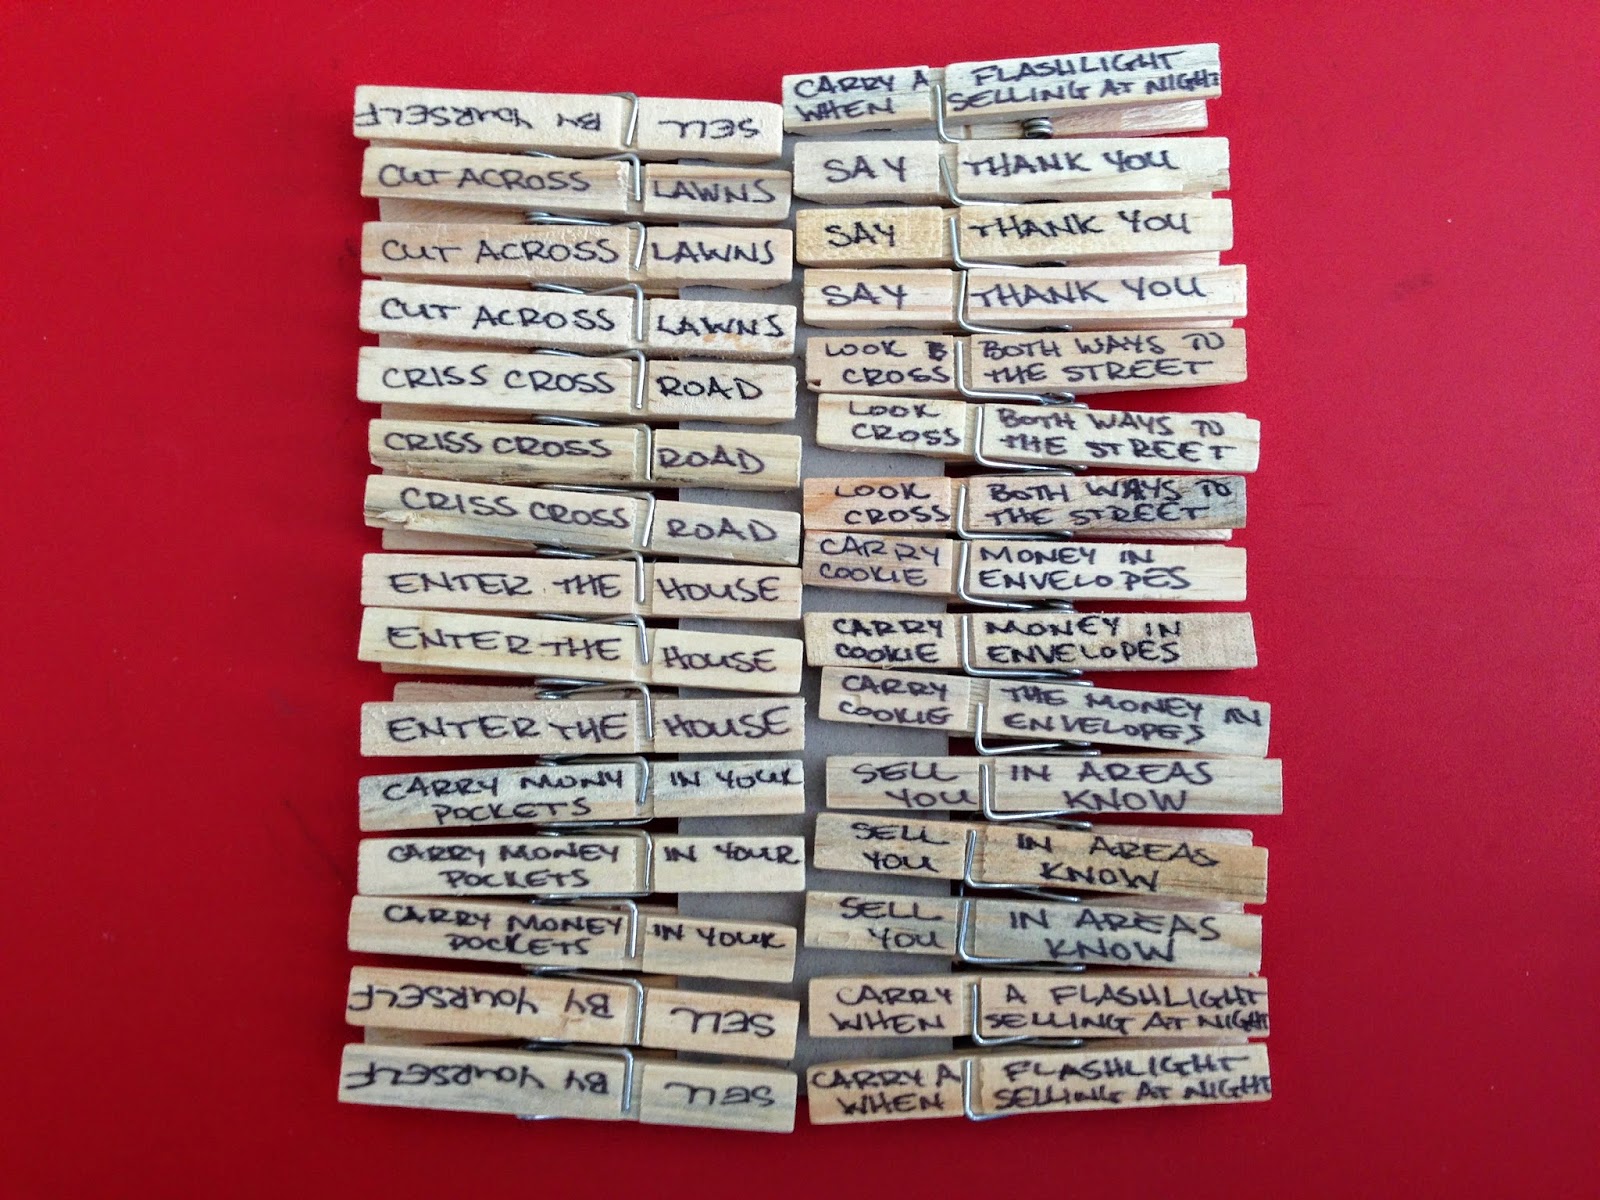 SELL BY YOURSELF
CUT ACROSS LAWNS
CUT ACROSS LAWNS
CUT ACROSS LAWNS
CRISS CROSS ROAD
CRISS CROSS ROAD
CRISS CROSS ROAD
ENTER THE HOUSE
ENTER THE HOUSE
ENTER THE HOUSE
CARRY MONY IN YOUR
POCKETS
CARRY MONEY IN YOUR
POCKETS
CARRY MONEY IN YOUR
POCKETS
SELL BY YOURSELF
SELL BY YOURSELF
CARRY A FLASHLIGHT
WHEN SELLING AT NIGHT
SAY THANK YOU
SAY THANK YOU
SAY THANK YOU
LOOK BOTH WAYS TO
CROSS THE STREET
LOOK BOTH WAYS TO
CROSS THE STREET
LOOK BOTH WAYS TO
CROSS THE STREET
CARRY MONEY IN
COOKIE ENVELOPES
CARRY MONEY IN
COOKIE ENVELOPES
CARRY THE MONEY IN
COOKIE ENVELOPES
SELL IN AREAS
YOU KNOW
SELL IN AREAS
YOU KNOW
SELL IN AREAS
YOU KNOW
CARRY A FLASHLIGHT
WHEN SELLING AT NIGHT
CARRY A FLASHLIGHT
WHEN SELLING AT NIGHT